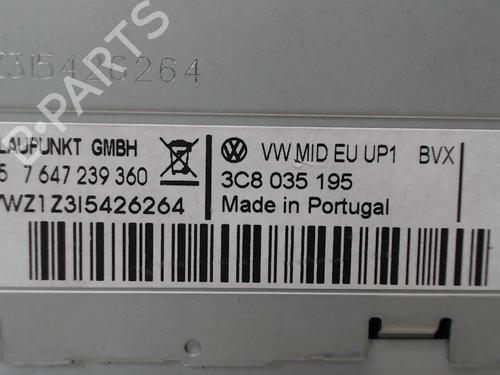 Z3I5426264
B-PARTS
LAUPUNKT GMBH
5 7 647 239 360
WZ1Z3I5426264
VW MID EU UP1 BVX
3C8 035 195
Made in Portugal